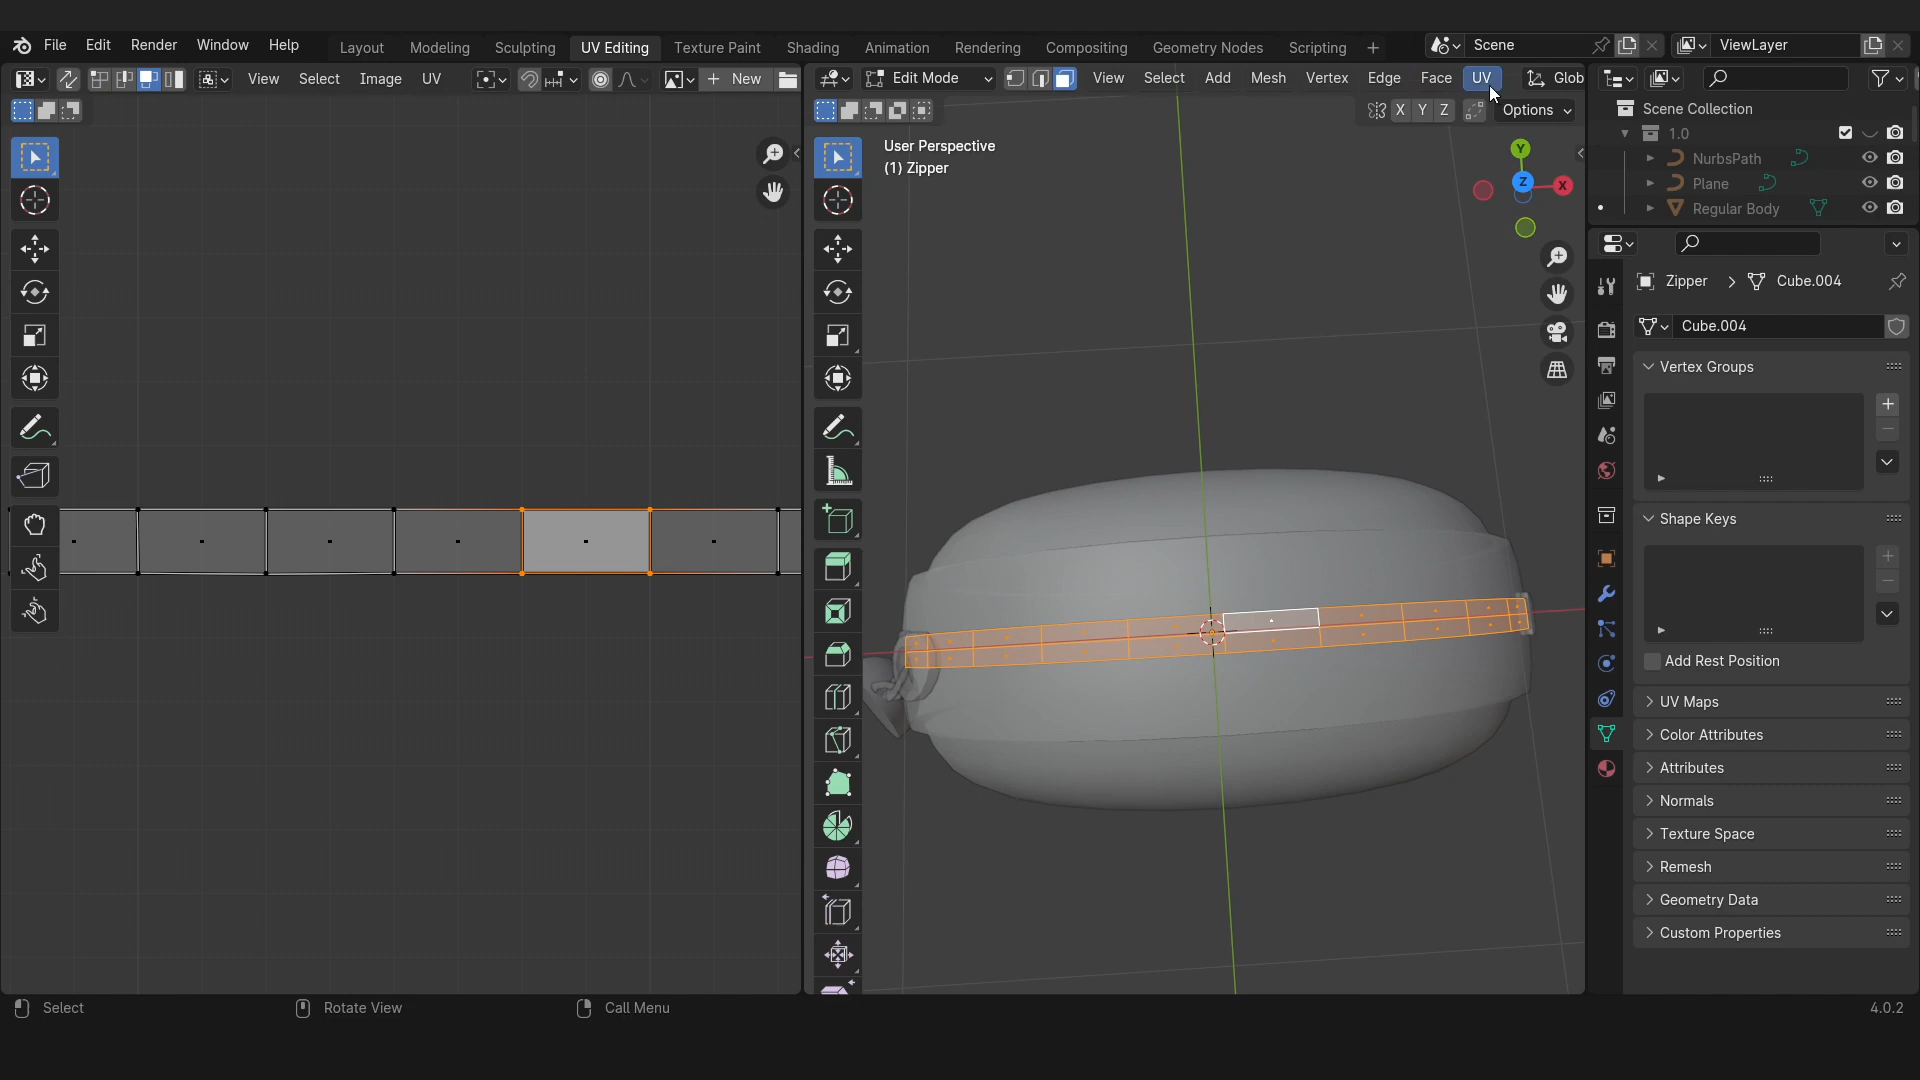 File Edit Render Window Help Layout Modeling Sculpting UV Editing Texture Paint Shading Animation Rendering Compositing Geometry Nodes Scripting + Scene ViewLayer
View Select Image UV New Edit Mode View Select Add Mesh Vertex Edge Face UV Glob
X Y Z Options
Scene Collection
1.0
NurbsPath
Plane
Regular Body
User Perspective
(1) Zipper
Y
Z
X
Zipper > Cube.004
Cube.004
Vertex Groups
Shape Keys
Add Rest Position
UV Maps
Color Attributes
Attributes
Normals
Texture Space
Remesh
Geometry Data
Custom Properties
Select Rotate View Call Menu 4.0.2